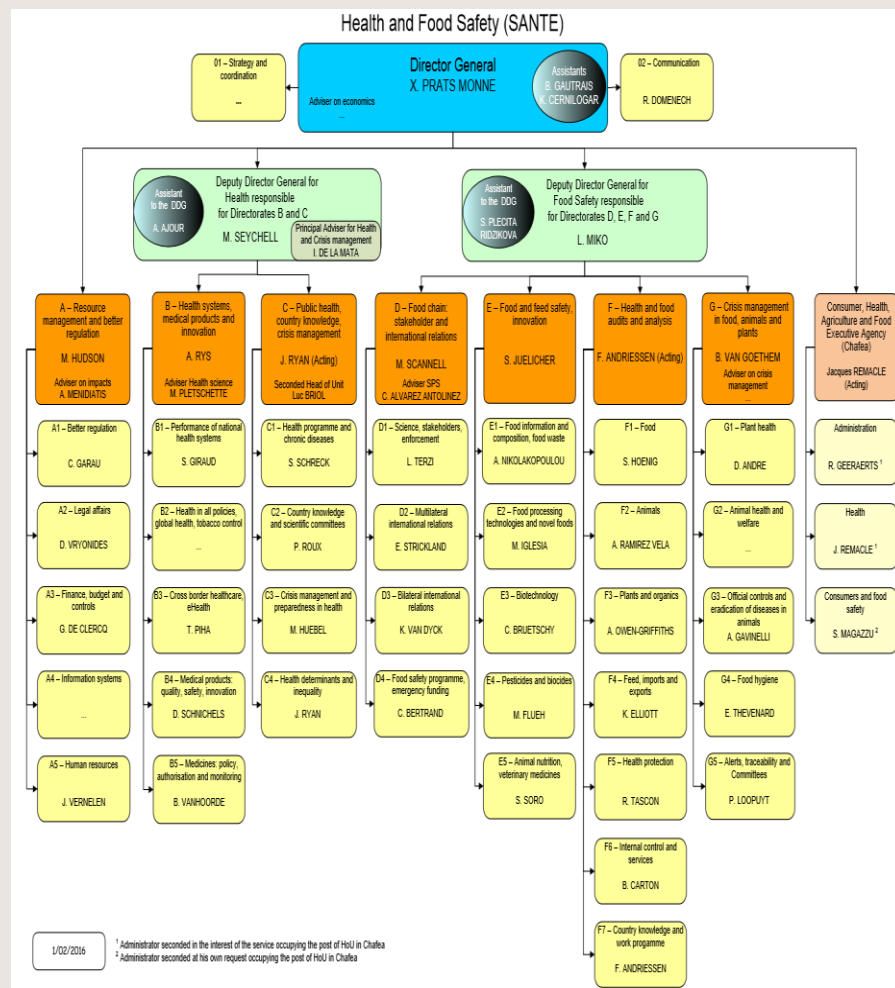 Health and Food Safety (SANTE)
01 – Strategy and
coordination
...
Director General
X. PRATS MONNE
Adviser on economics
...
Assistants
B. GAUTRAIS
K. CERNILOGAR
02 – Communication
R. DOMENECH
Assistant
to the DDG
A. AJOUR
Deputy Director General for
Health responsible
for Directorates B and C
M. SEYCHELL
Principal Adviser for Health
and Crisis management
I. DE LA MATA
Assistant
to the DDG
S. PLECITA
RIDZIKOVA
Deputy Director General for
Food Safety responsible
for Directorates D, E, F and G
L. MIKO
A – Resource
management and better
regulation
M. HUDSON
Adviser on impacts
A. MENIDIATIS
A1 – Better regulation
C. GARAU
A2 – Legal affairs
D. VRYONIDES
A3 – Finance, budget and
controls
G. DE CLERCQ
A4 – Information systems
...
A5 – Human resources
J. VERNELEN
B – Health systems,
medical products and
innovation
A. RYS
Adviser Health science
M. PLETSCHETTE
B1 – Performance of national
health systems
S. GIRAUD
B2 – Health in all policies,
global health, tobacco control
...
B3 – Cross border healthcare,
eHealth
T. PIHA
B4 – Medical products:
quality, safety, innovation
D. SCHNICHELS
B5 – Medicines: policy,
authorisation and monitoring
B. VANHOORDE
C – Public health,
country knowledge,
crisis management
J. RYAN (Acting)
Seconded Head of Unit
Luc BRIOL
C1 – Health programme and
chronic diseases
S. SCHRECK
C2 – Country knowledge
and scientific committees
P. ROUX
C3 – Crisis management and
preparedness in health
M. HUEBEL
C4 – Health determinants and
inequality
J. RYAN
D – Food chain:
stakeholder and
international relations
M. SCANNELL
Adviser SPS
C. ALVAREZ ANTOLINEZ
D1 – Science, stakeholders,
enforcement
L. TERZI
D2 – Multilateral
international relations
E. STRICKLAND
D3 – Bilateral international
relations
K. VAN DYCK
D4 – Food safety programme,
emergency funding
C. BERTRAND
E – Food and feed safety,
innovation
S. JUELICHER
E1 – Food information and
composition, food waste
A. NIKOLAKOPOULOU
E2 – Food processing
technologies and novel foods
M. IGLESIA
E3 – Biotechnology
C. BRUETSCHY
E4 – Pesticides and biocides
M. FLUEH
E5 – Animal nutrition,
veterinary medicines
S. SORO
F – Health and food
audits and analysis
F. ANDRIESSEN (Acting)
F1 – Food
S. HOENIG
F2 – Animals
A. RAMIREZ VELA
F3 – Plants and organics
A. OWEN-GRIFFITHS
F4 – Feed, imports and
exports
K. ELLIOTT
F5 – Health protection
R. TASCON
F6 – Internal control and
services
B. CARTON
F7 – Country knowledge and
work progamme
F. ANDRIESSEN
G – Crisis management
in food, animals and
plants
B. VAN GOETHEM
Adviser on crisis
management
...
G1 – Plant health
D. ANDRE
G2 – Animal health and
welfare
...
G3 – Official controls and
eradication of diseases in
animals
A. GAVINELLI
G4 – Food hygiene
E. THEVENARD
G5 – Alerts, traceability and
Committees
P. LOOPUYT
Consumer, Health,
Agriculture and Food
Executive Agency
(Chafea)
Jacques REMACLE
(Acting)
Administration
R. GEERAERTS ¹
Health
J. REMACLE ¹
Consumers and food
safety
S. MAGAZZU ²
1/02/2016
¹ Administrator seconded in the interest of the service occupying the post of HoU in Chafea
² Administrator seconded at his own request occupying the post of HoU in Chafea